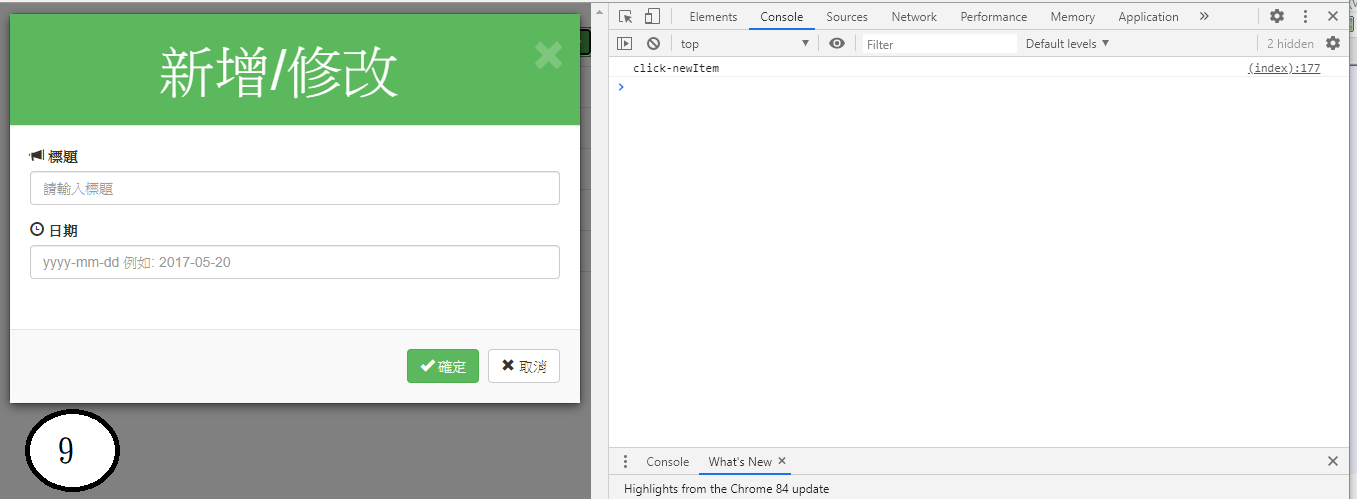 新增/修改
標題
請輸入標題
日期
yyyy-mm-dd 例如: 2017-05-20
確定
取消
9
Elements Console Sources Network Performance Memory Application
top Filter Default levels 2 hidden
click-newItem (index):177
Console What's New
Highlights from the Chrome 84 update